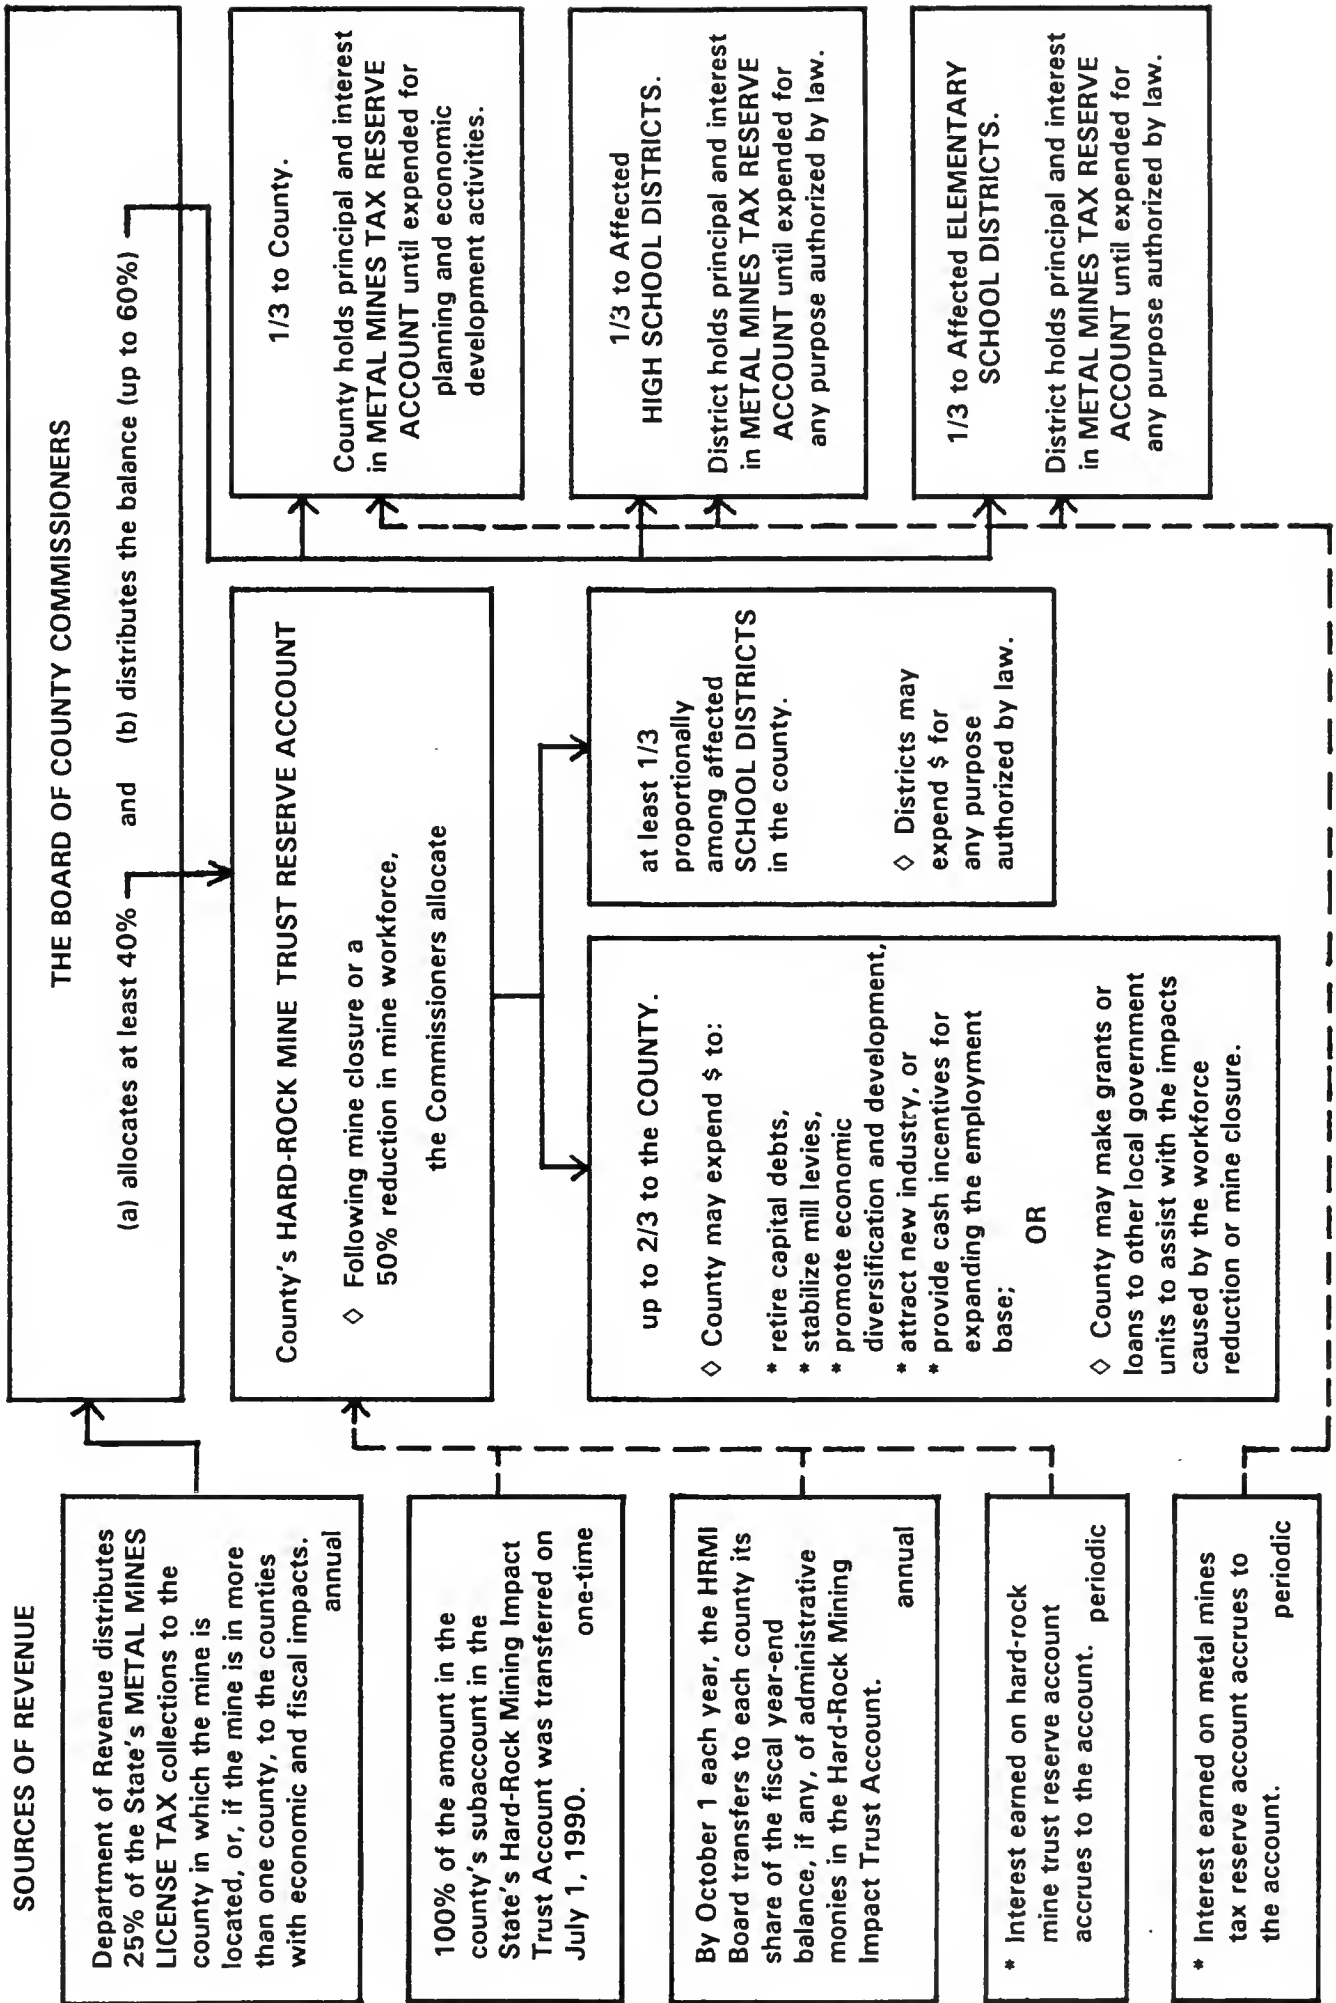 SOURCES OF REVENUE
Department of Revenue distributes
25% of the State's METAL MINES
LICENSE TAX collections to the
county in which the mine is
located, or, if the mine is in more
than one county, to the counties
with economic and fiscal impacts.
annual
100% of the amount in the
county's subaccount in the
State's Hard-Rock Mining Impact
Trust Account was transferred on
July 1, 1990.
one-time
By October 1 each year, the HRMI
Board transfers to each county its
share of the fiscal year-end
balance, if any, of administrative
monies in the Hard-Rock Mining
Impact Trust Account.
annual
* Interest earned on hard-rock
mine trust reserve account
accrues to the account. periodic
* Interest earned on metal mines
tax reserve account accrues to
the account.
periodic
THE BOARD OF COUNTY COMMISSIONERS
(a) allocates at least 40% and (b) distributes the balance (up to 60%)
County's HARD-ROCK MINE TRUST RESERVE ACCOUNT
◊ Following mine closure or a
50% reduction in mine workforce,
the Commissioners allocate
up to 2/3 to the COUNTY.
◊ County may expend $ to:
* retire capital debts,
* stabilize mill levies,
* promote economic
diversification and development,
* attract new industry, or
* provide cash incentives for
expanding the employment
base;
OR
◊ County may make grants or
loans to other local government
units to assist with the impacts
caused by the workforce
reduction or mine closure.
at least 1/3
proportionally
among affected
SCHOOL DISTRICTS
in the county.
◊ Districts may
expend $ for
any purpose
authorized by law.
1/3 to County.
County holds principal and interest
in METAL MINES TAX RESERVE
ACCOUNT until expended for
planning and economic
development activities.
1/3 to Affected
HIGH SCHOOL DISTRICTS.
District holds principal and interest
in METAL MINES TAX RESERVE
ACCOUNT until expended for
any purpose authorized by law.
1/3 to Affected ELEMENTARY
SCHOOL DISTRICTS.
District holds principal and interest
in METAL MINES TAX RESERVE
ACCOUNT until expended for
any purpose authorized by law.